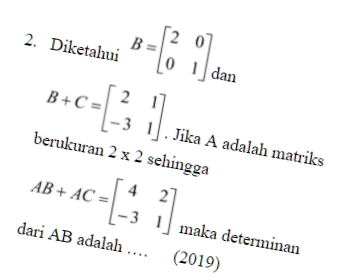 2. Diketahui B = [2 0; 0 1] dan
B + C = [2 1; -3 1]. Jika A adalah matriks
berukuran 2 x 2 sehingga
AB + AC = [4 2; -3 1] maka determinan
dari AB adalah .... (2019)